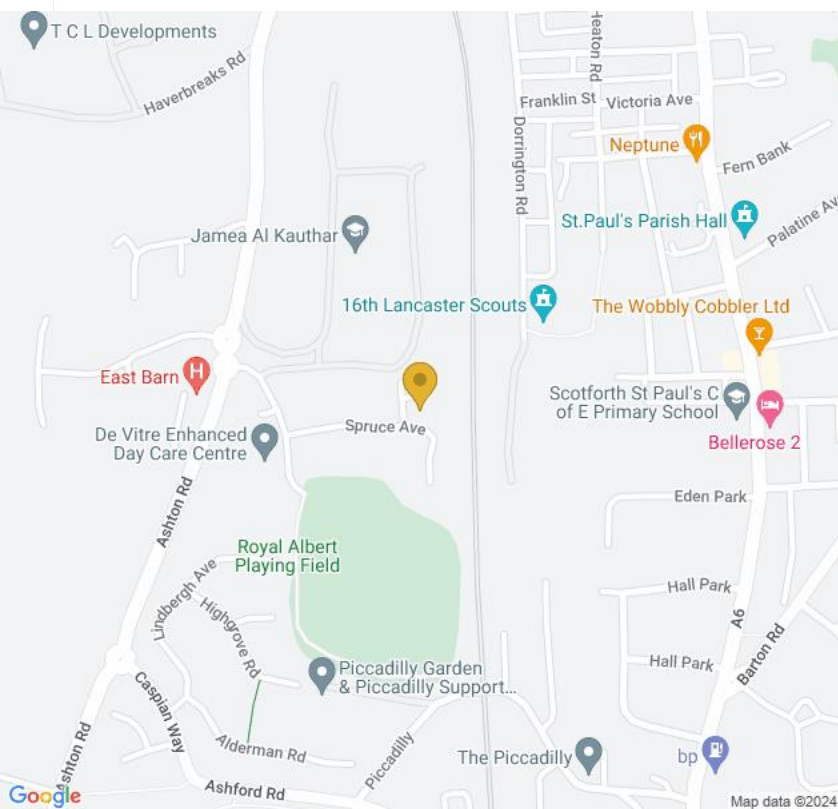 T C L Developments
Haverbreaks Rd
Heaton Rd
Franklin St
Victoria Ave
Dorrington Rd
Neptune
Fern Bank
St.Paul's Parish Hall
Palatine Av
Jamea Al Kauthar
16th Lancaster Scouts
The Wobbly Cobbler Ltd
East Barn
H
Scotforth St Paul's C
of E Primary School
Spruce Ave
De Vitre Enhanced
Day Care Centre
Bellerose 2
Ashton Rd
Eden Park
Royal Albert
Playing Field
Lindbergh Ave
Highgrove Rd
Hall Park
A6
Barton Rd
Hall Park
Piccadilly Garden
& Piccadilly Support...
Caspian Way
Ashton Rd
Alderman Rd
Piccadilly
The Piccadilly
bp
Ashford Rd
Google
Map data ©2024